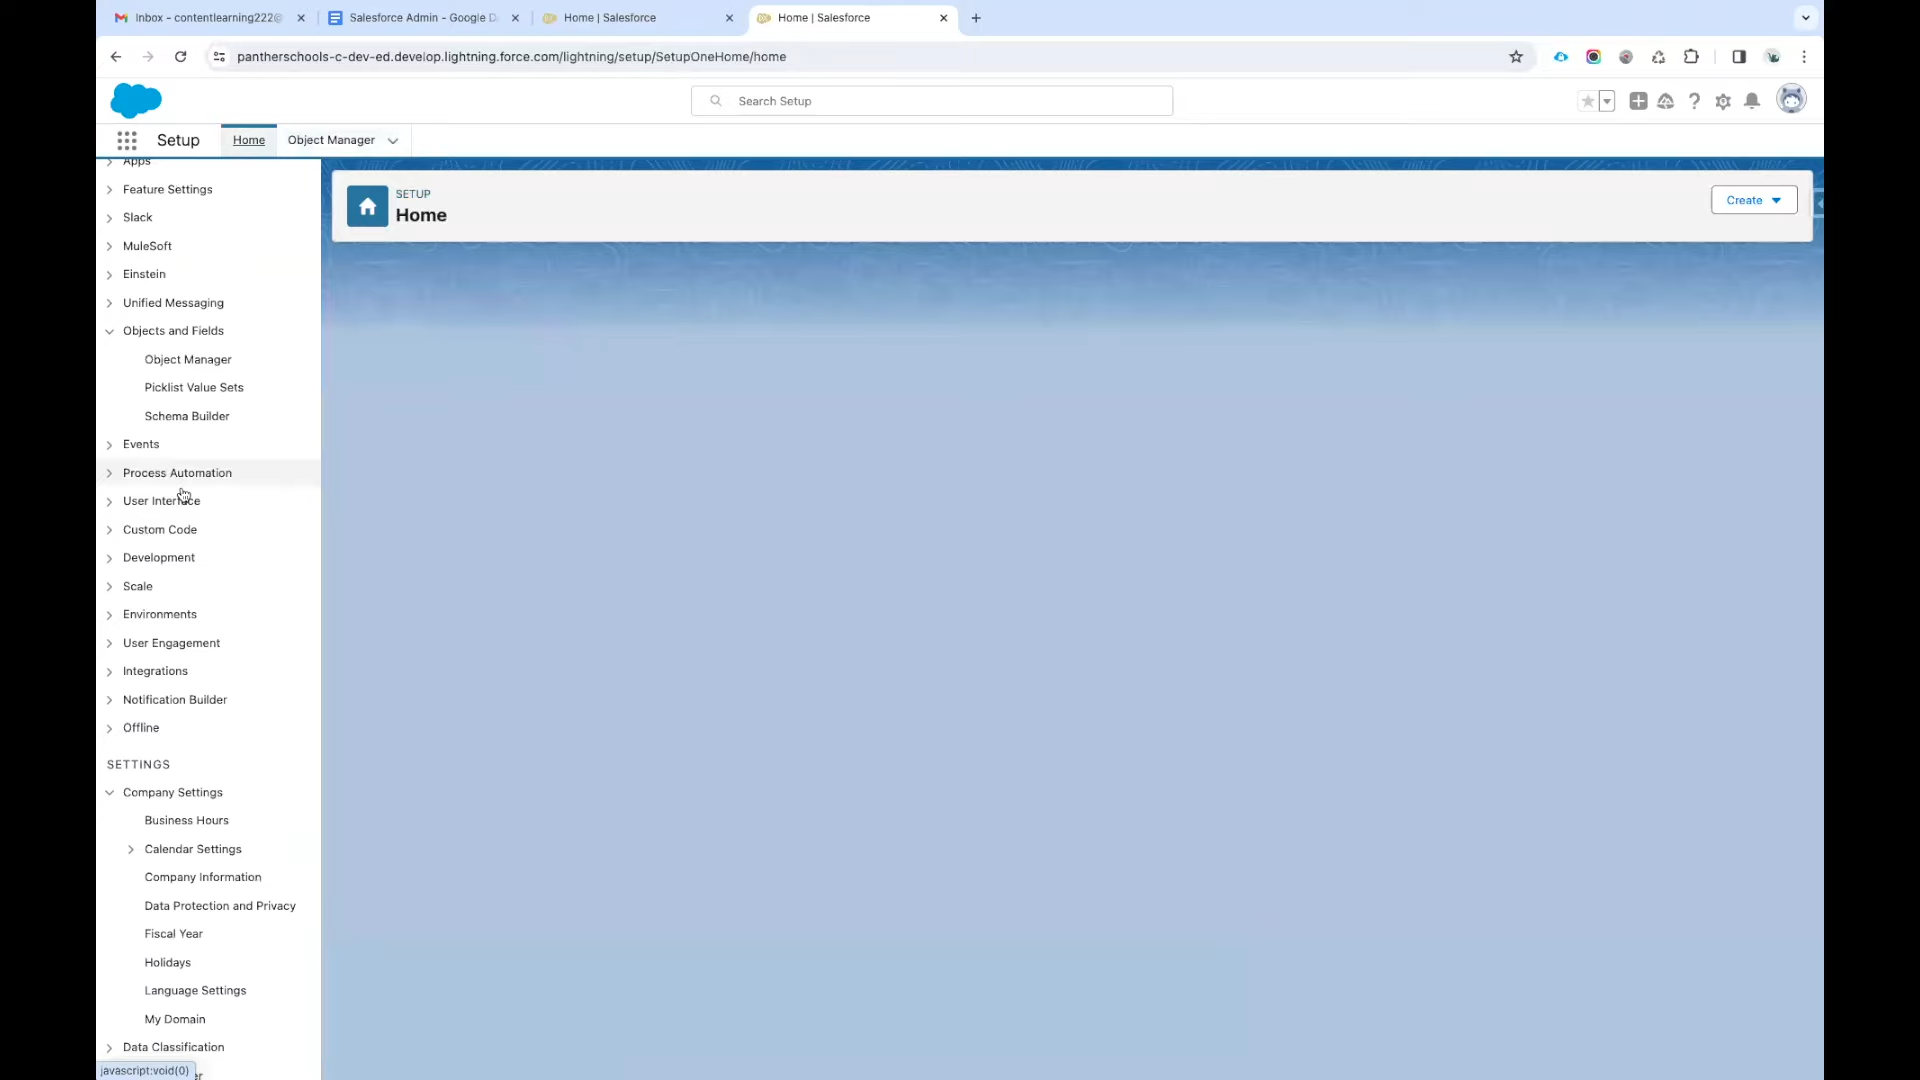 Inbox - contentlearning222@
Salesforce Admin - Google D
Home | Salesforce
Home | Salesforce
pantherschools-c-dev-ed.develop.lightning.force.com/lightning/setup/SetupOneHome/home
Search Setup
Setup
Home
Object Manager
Apps
Feature Settings
Slack
MuleSoft
Einstein
Unified Messaging
Objects and Fields
Object Manager
Picklist Value Sets
Schema Builder
Events
Process Automation
User Interface
Custom Code
Development
Scale
Environments
User Engagement
Integrations
Notification Builder
Offline
SETTINGS
Company Settings
Business Hours
Calendar Settings
Company Information
Data Protection and Privacy
Fiscal Year
Holidays
Language Settings
My Domain
Data Classification
javascript:void(0)
SETUP
Home
Create